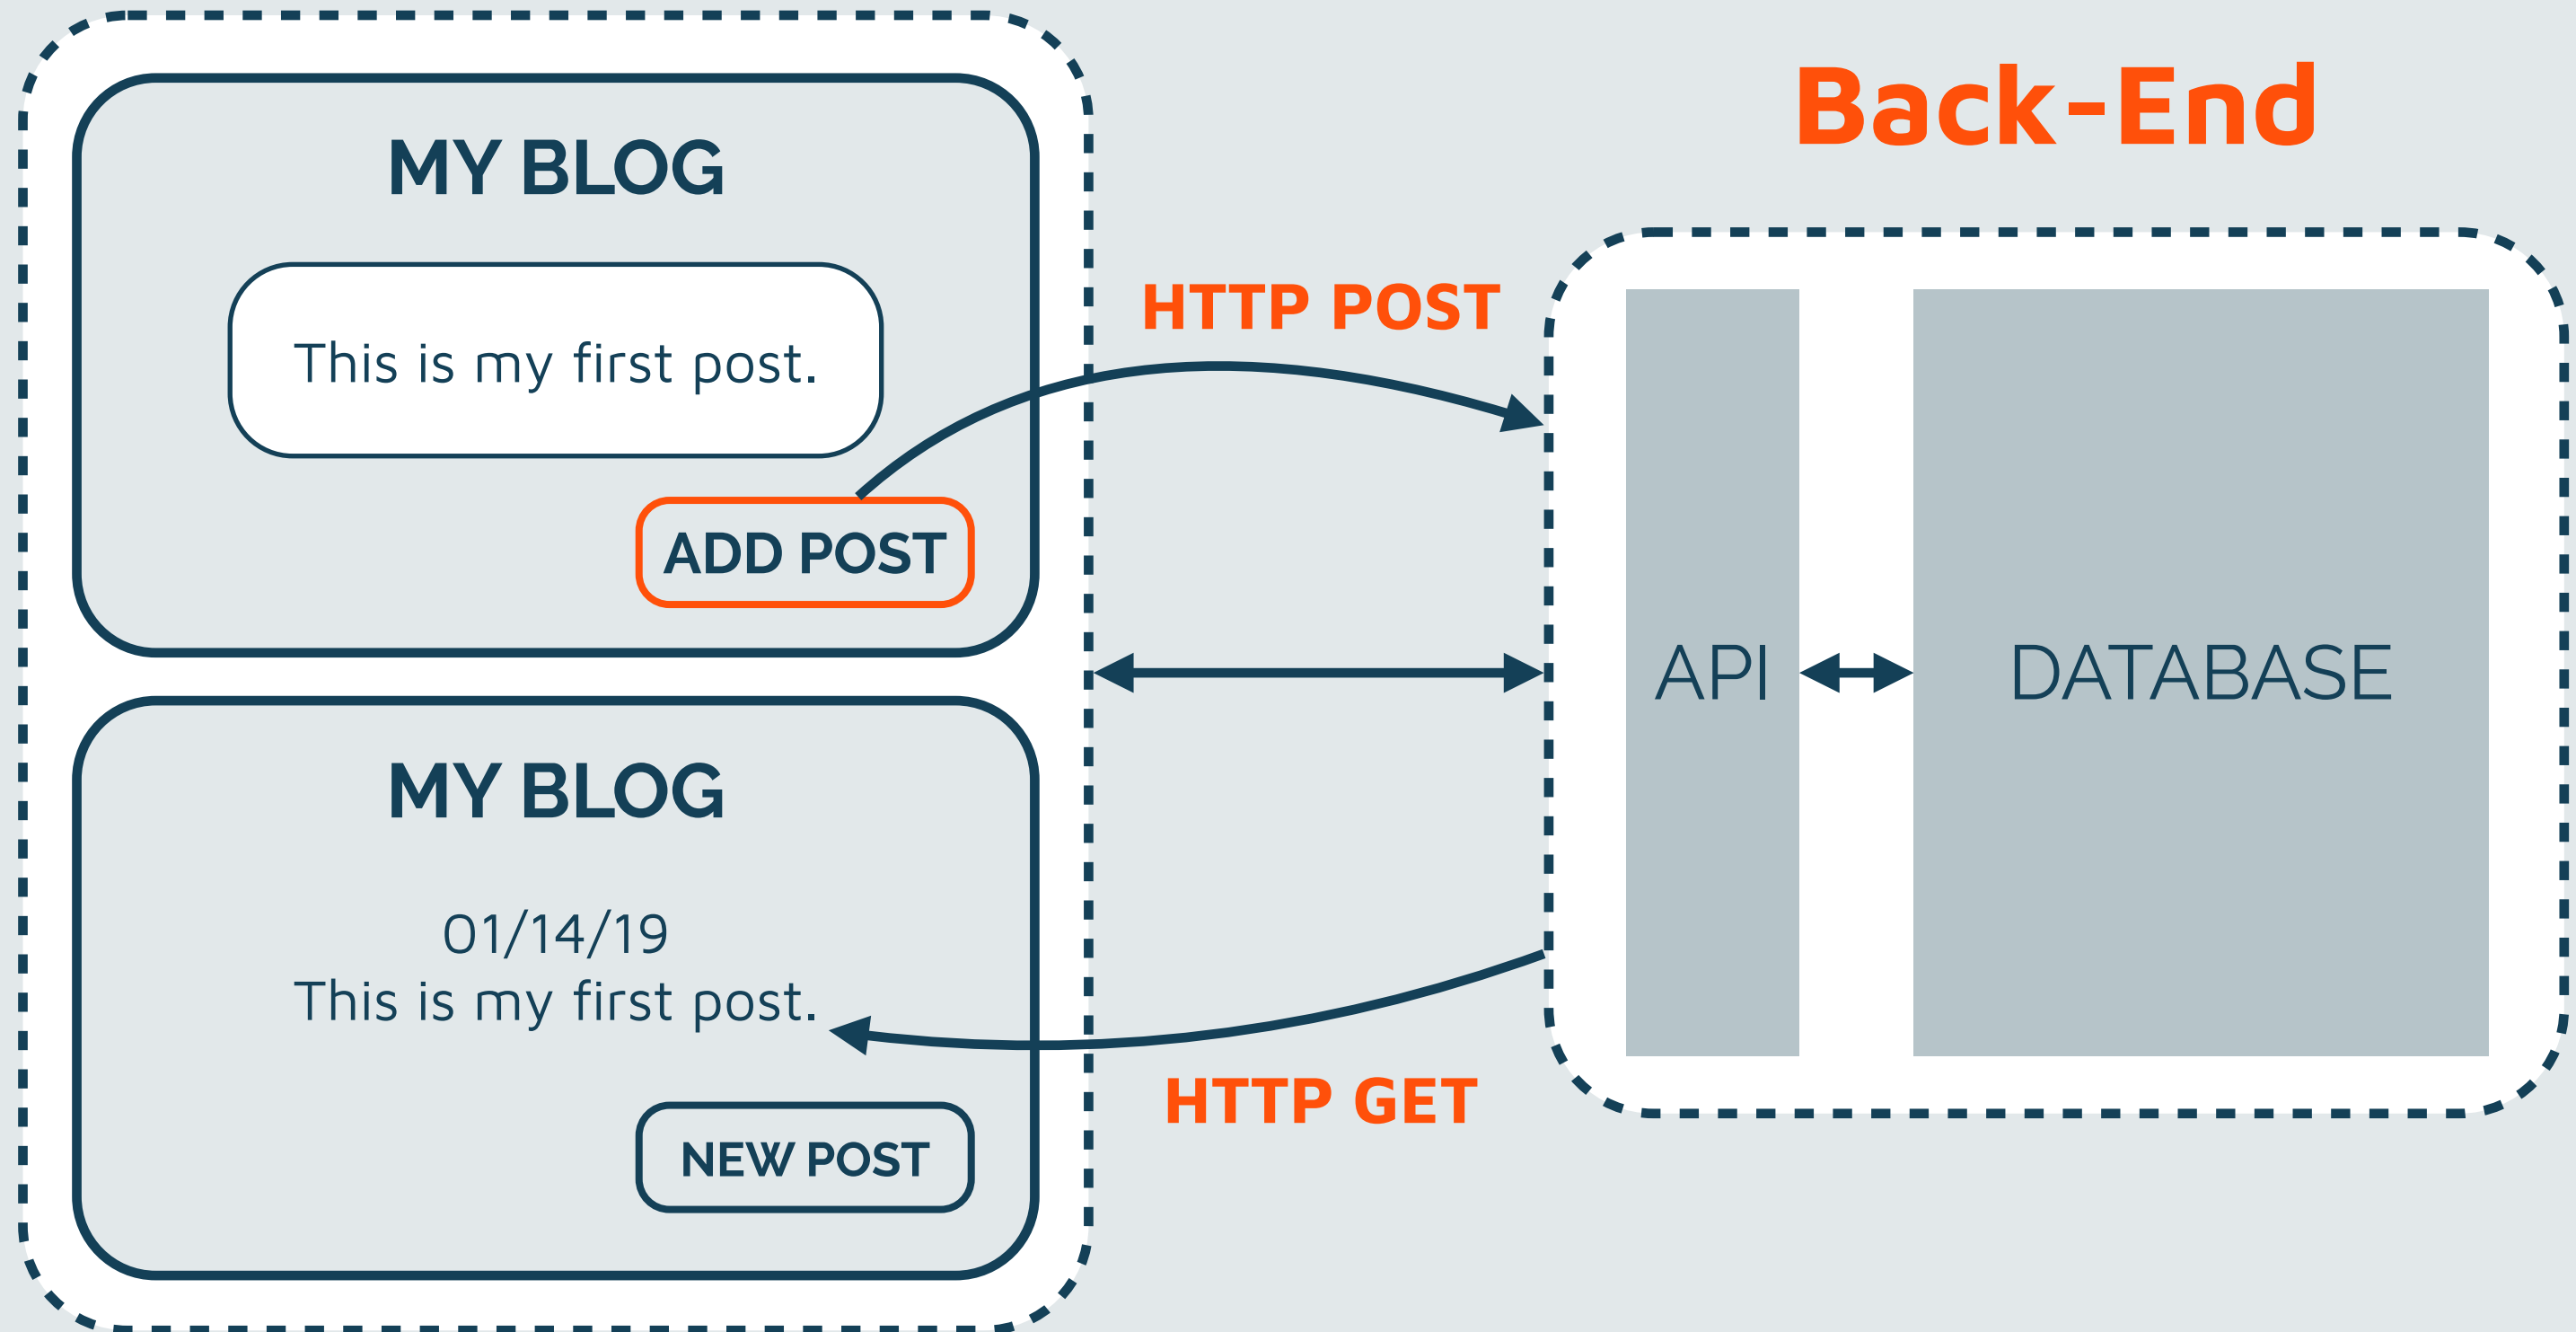 MY BLOG
This is my first post.
ADD POST
MY BLOG
01/14/19
This is my first post.
NEW POST
HTTP POST
HTTP GET
Back-End
API
DATABASE